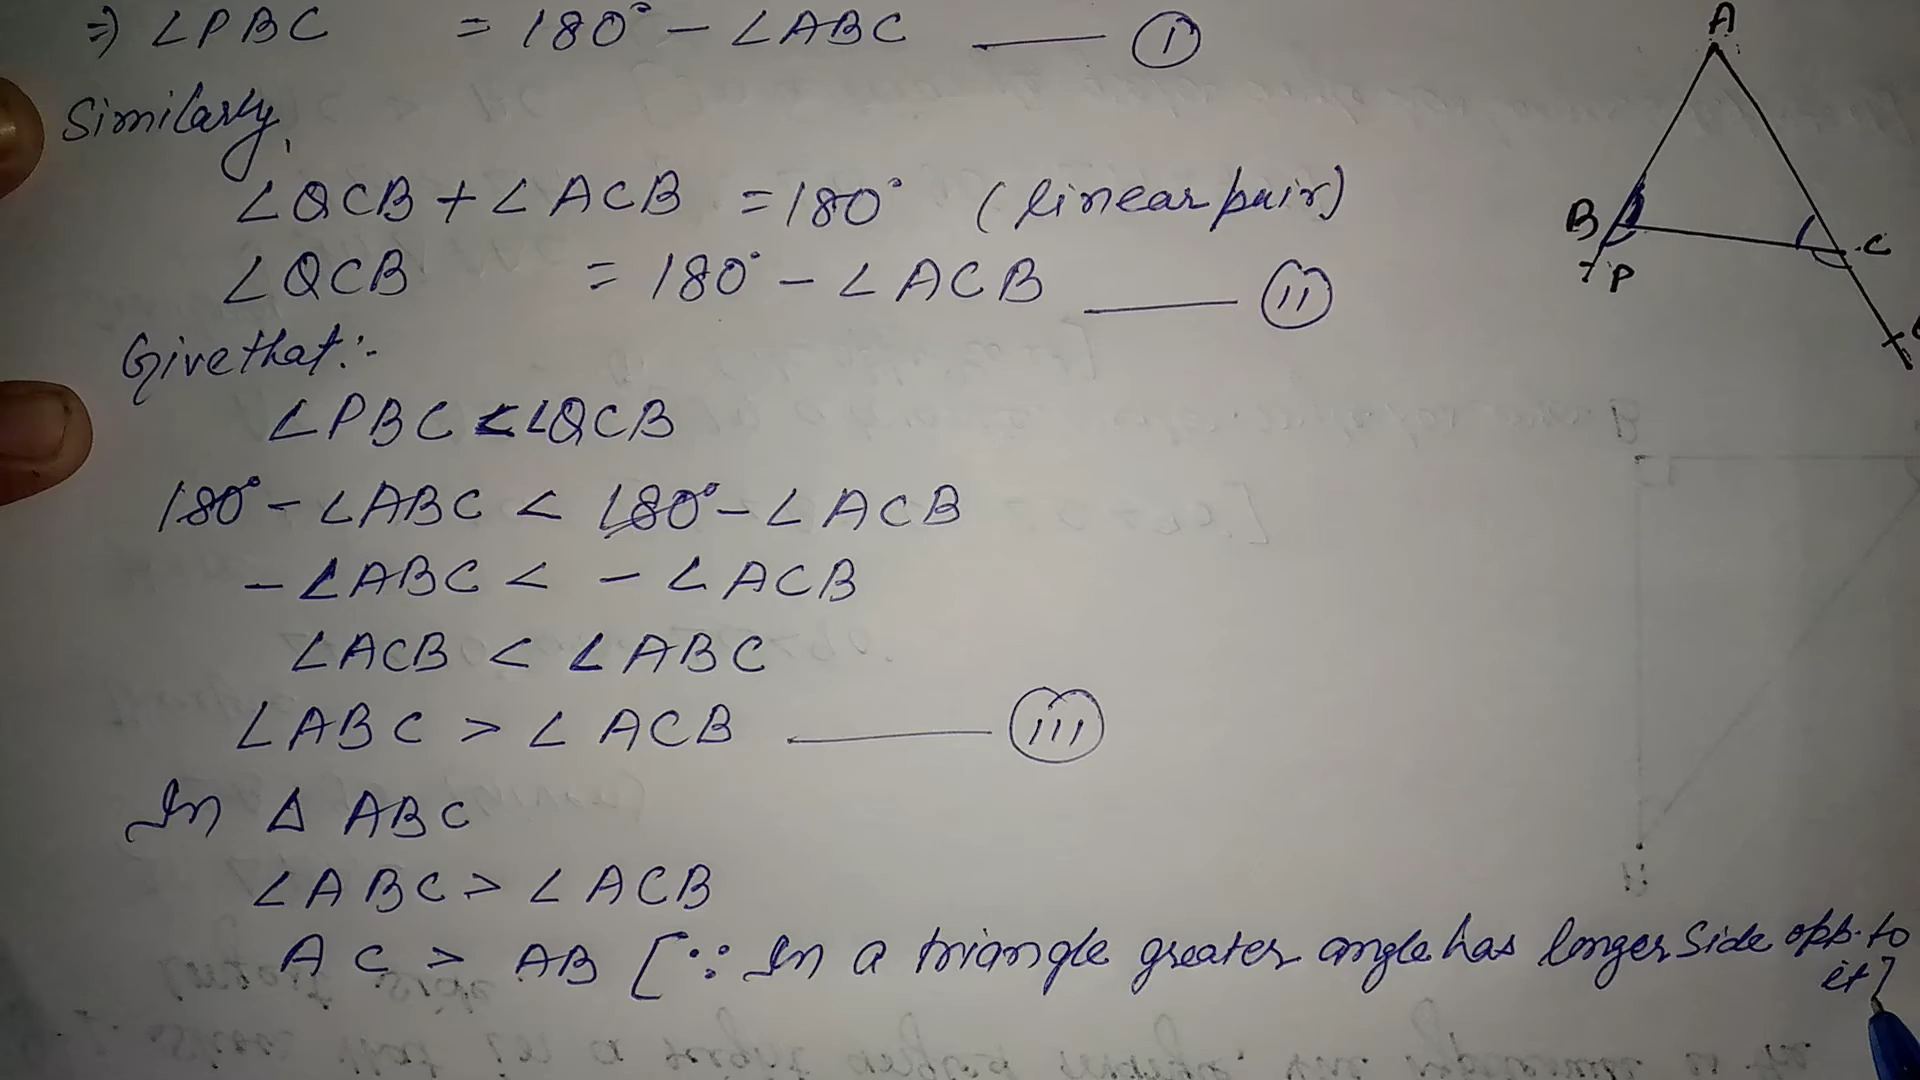 ⇒) ∠PBC = 180° - ∠ABC —— (i)
Similarly,
∠QCB + ∠ACB = 180° (linear pair)
∠QCB = 180° - ∠ACB —— (ii)
Give that :-
∠PBC < ∠QCB
180° - ∠ABC < 180° - ∠ACB
- ∠ABC < - ∠ACB
∠ACB < ∠ABC
∠ABC > ∠ACB —— (iii)
In Δ ABC
∠ABC > ∠ACB
AC > AB [∵ In a triangle greater angle has longer side opp. to
it]
A
B
C
P